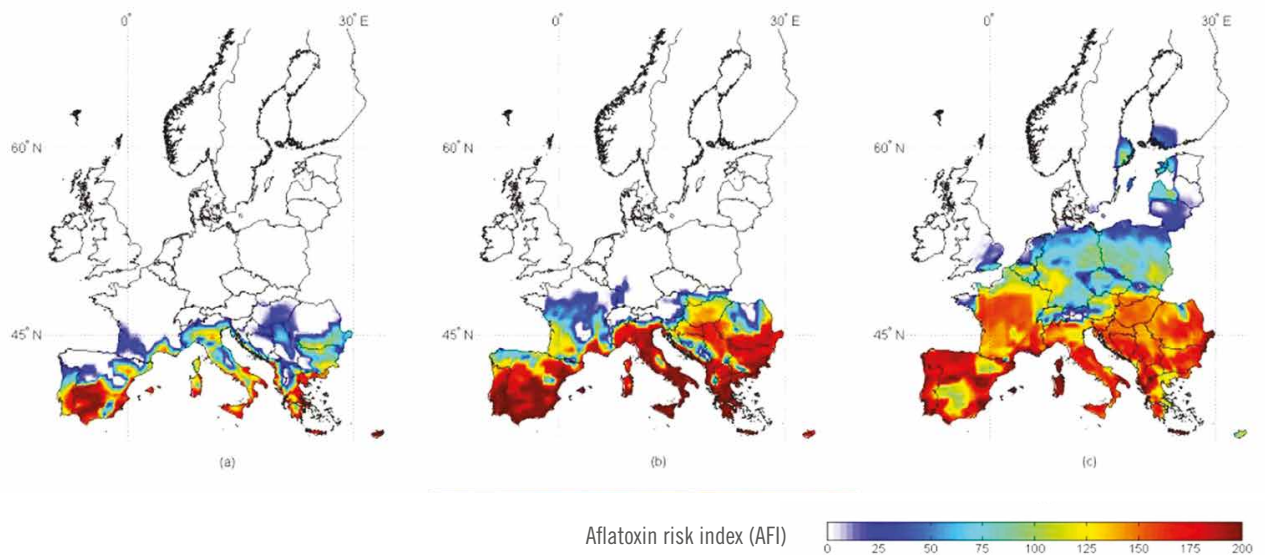 0° 30° E 0° 30° E 0° 30° E
60° N 60° N 60° N
45° N 45° N 45° N
(a) (b) (c)
Aflatoxin risk index (AFI)
0 25 50 75 100 125 150 175 200